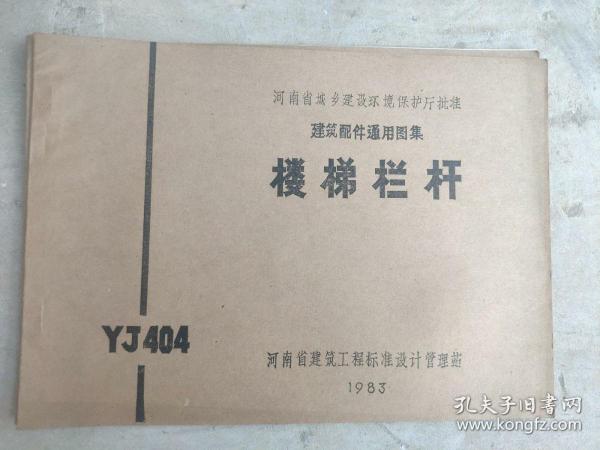 河南省城乡建设环境保护厅批准
建筑配件通用图集
楼梯栏杆
YJ404
河南省建筑工程标准设计管理站
1983
孔夫子旧书网
www.kongfz.com